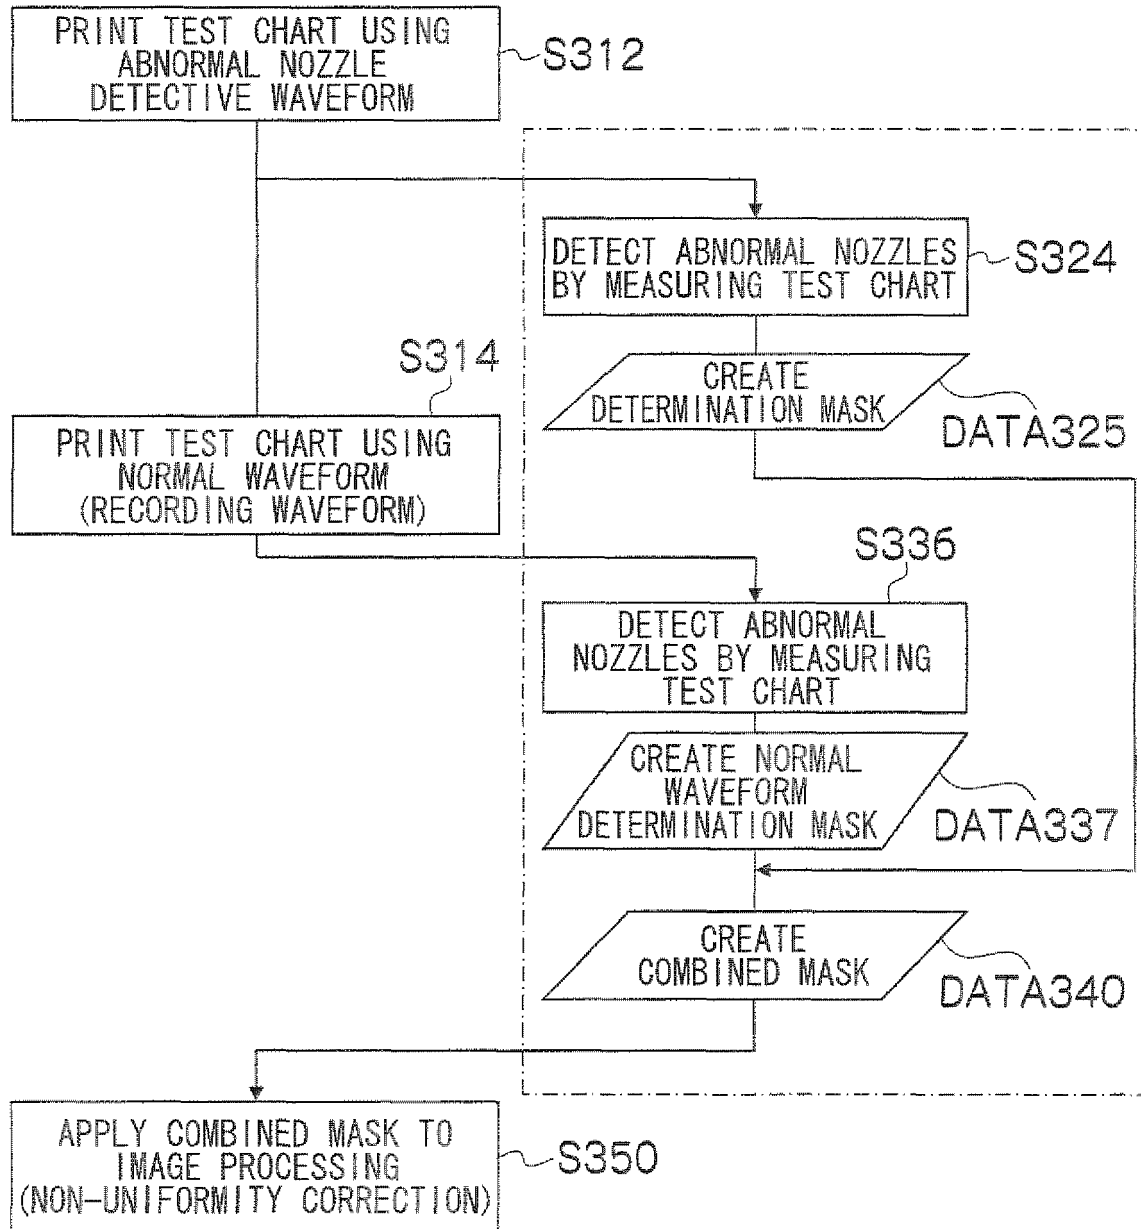 PRINT TEST CHART USING
ABNORMAL NOZZLE
DETECTIVE WAVEFORM
S312
DETECT ABNORMAL NOZZLES
BY MEASURING TEST CHART
S324
CREATE
DETERMINATION MASK
DATA325
S314
PRINT TEST CHART USING
NORMAL WAVEFORM
(RECORDING WAVEFORM)
S336
DETECT ABNORMAL
NOZZLES BY MEASURING
TEST CHART
CREATE NORMAL
WAVEFORM
DETERMINATION MASK
DATA337
CREATE
COMBINED MASK
DATA340
APPLY COMBINED MASK TO
IMAGE PROCESSING
(NON-UNIFORMITY CORRECTION)
S350